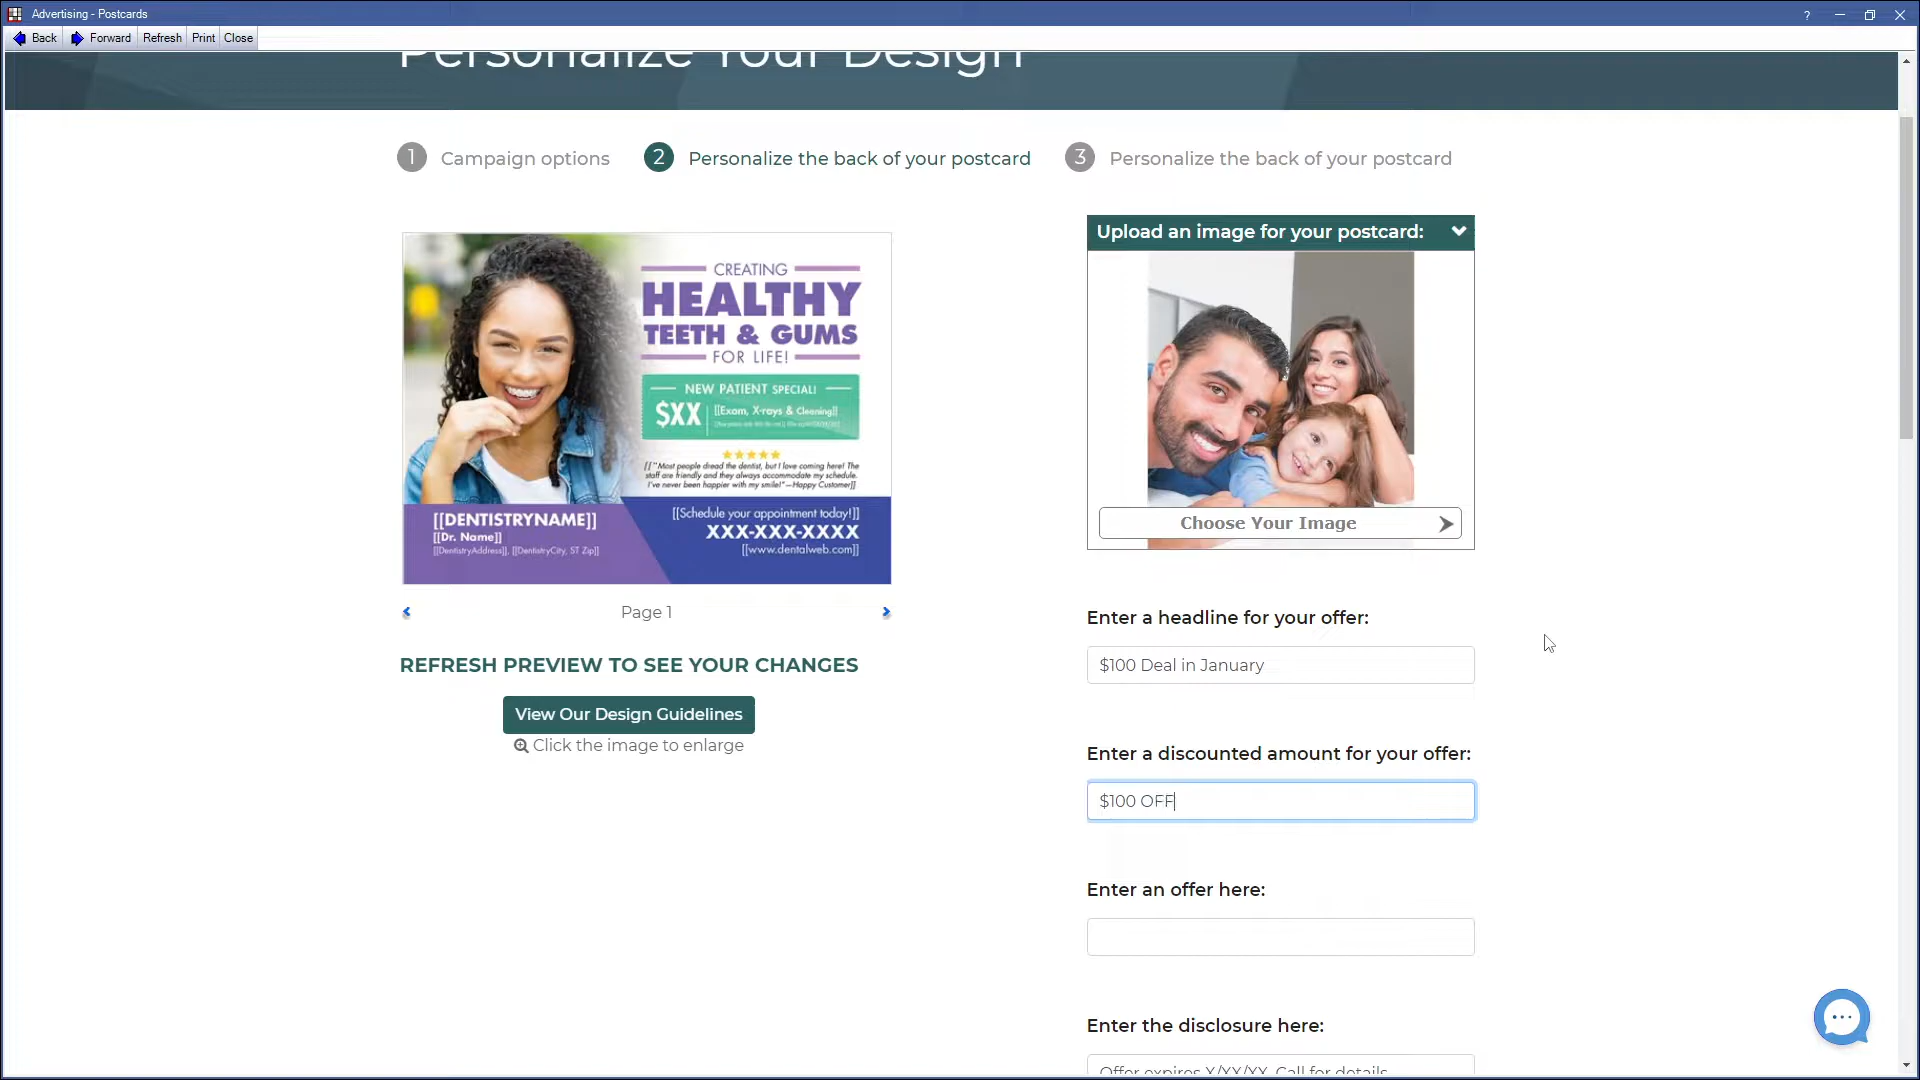 Advertising - Postcards
?
Back
Forward
Refresh
Print
Close
Personalize Your Design
1 Campaign options
2 Personalize the back of your postcard
3 Personalize the back of your postcard
CREATING
HEALTHY
TEETH & GUMS
FOR LIFE!
NEW PATIENT SPECIAL!
$XX
[[Exam, X-rays & Cleaning]]
[["Most people dread the dentist, but I love coming here! The
staff are friendly and they always accommodate my schedule.
I've never been happier with my smile!"—Happy Customer]]
[[DENTISTRYNAME]]
[[Dr. Name]]
[[DentistryAddress]], [[DentistryCity, ST Zip]]
[[Schedule your appointment today!]]
XXX-XXX-XXXX
[[www.dentalweb.com]]
Page 1
REFRESH PREVIEW TO SEE YOUR CHANGES
View Our Design Guidelines
Click the image to enlarge
Upload an image for your postcard:
Choose Your Image
Enter a headline for your offer:
$100 Deal in January
Enter a discounted amount for your offer:
$100 OFF
Enter an offer here:
Enter the disclosure here:
Offer expires X/XX/XX. Call for details.